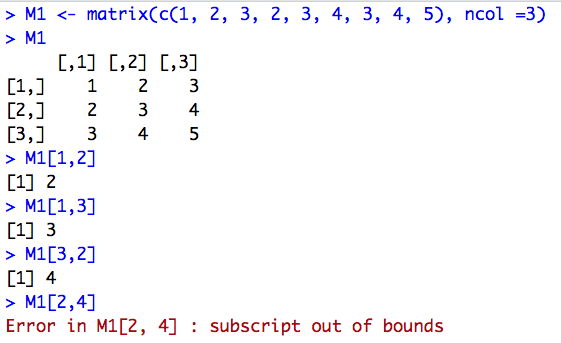 > M1 <- matrix(c(1, 2, 3, 2, 3, 4, 3, 4, 5), ncol =3)
> M1
     [,1] [,2] [,3]
[1,]    1    2    3
[2,]    2    3    4
[3,]    3    4    5
> M1[1,2]
[1] 2
> M1[1,3]
[1] 3
> M1[3,2]
[1] 4
> M1[2,4]
Error in M1[2, 4] : subscript out of bounds